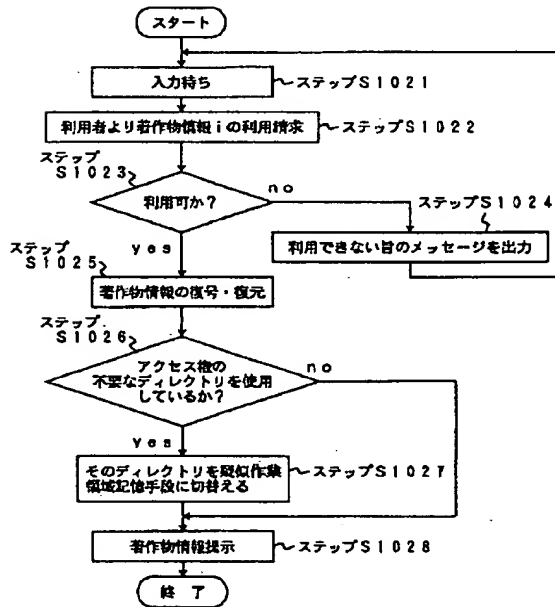 スタート
入力待ち
ステップS1021
利用者より著作物情報iの利用請求
ステップS1022
ステップ
S1023
利用可か?
no
ステップS1024
利用できない旨のメッセージを出力
yes
ステップ
S1025
著作物情報の復号・復元
ステップ
S1026
アクセス権の
不要なディレクトリを使用
しているか?
no
yes
そのディレクトリを疑似作業
領域記憶手段に切替える
ステップS1027
著作物情報提示
ステップS1028
終了